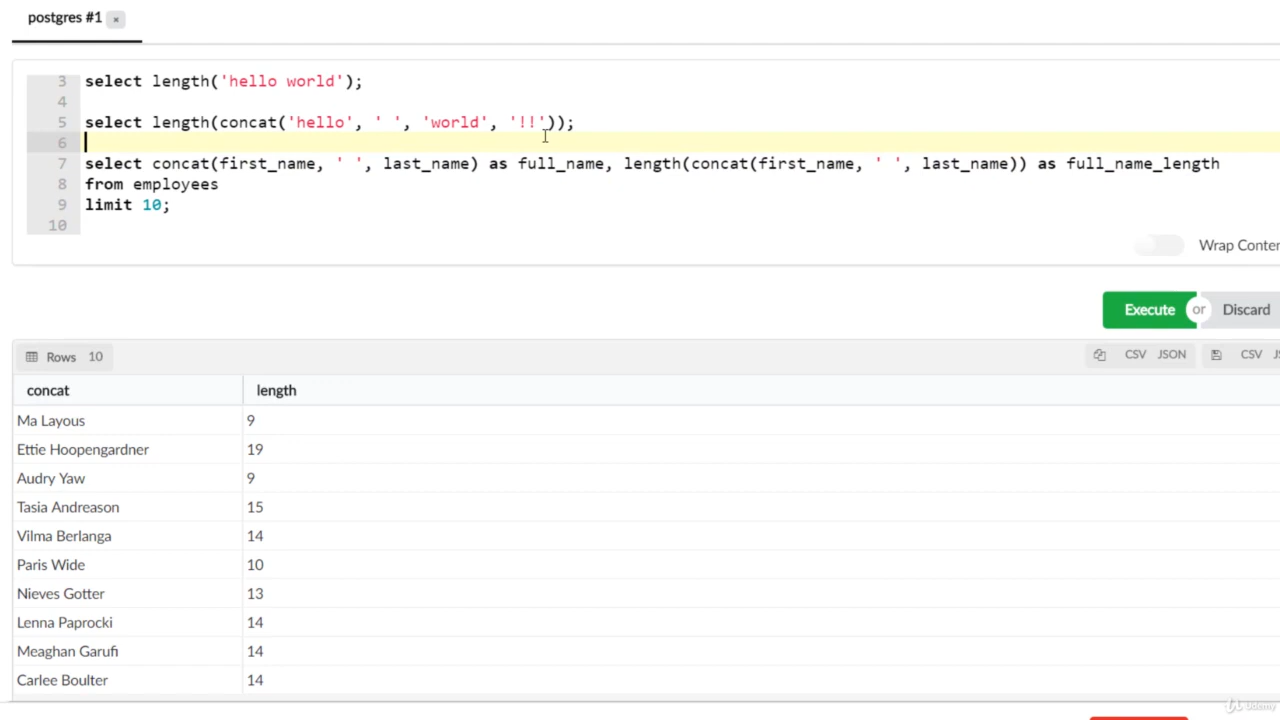 postgres #1 ×
3 select length('hello world');
4
5 select length(concat('hello', ' ', 'world', '!!'));
6
7 select concat(first_name, ' ', last_name) as full_name, length(concat(first_name, ' ', last_name)) as full_name_length
8 from employees
9 limit 10;
10
Wrap Conter
Execute or Discard
Rows 10 CSV JSON CSV JS
concat length
Ma Layous 9
Ettie Hoopengardner 19
Audry Yaw 9
Tasia Andreason 15
Vilma Berlanga 14
Paris Wide 10
Nieves Gotter 13
Lenna Paprocki 14
Meaghan Garufi 14
Carlee Boulter 14
Udemy